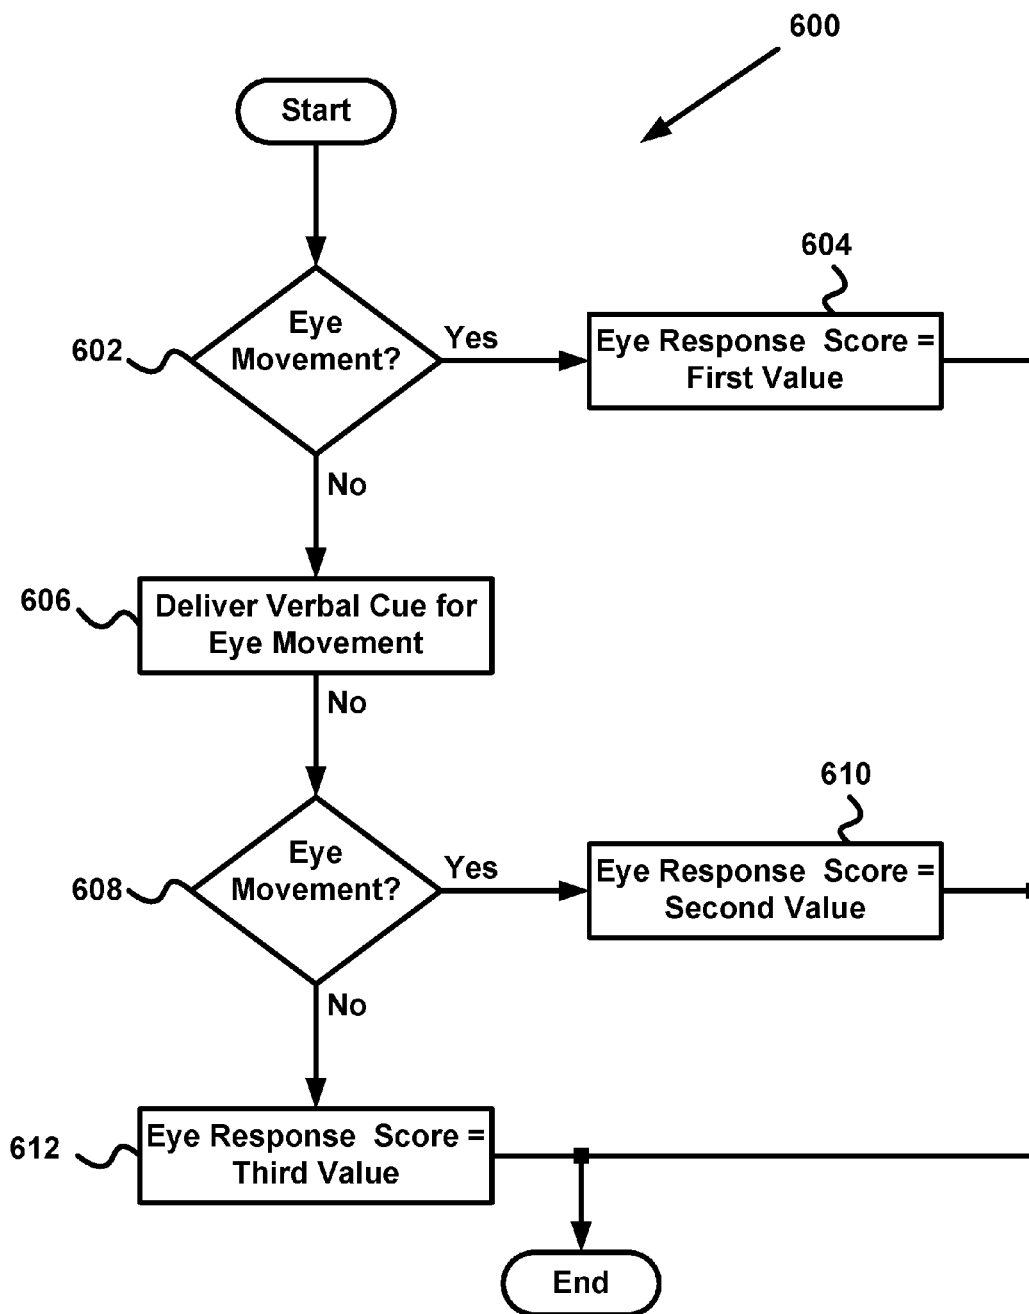 600
Start
604
Eye
Movement?
602
Yes
Eye Response  Score =
First Value
No
606
Deliver Verbal Cue for
Eye Movement
No
610
Eye
Movement?
608
Yes
Eye Response  Score =
Second Value
No
612
Eye Response  Score =
Third Value
End